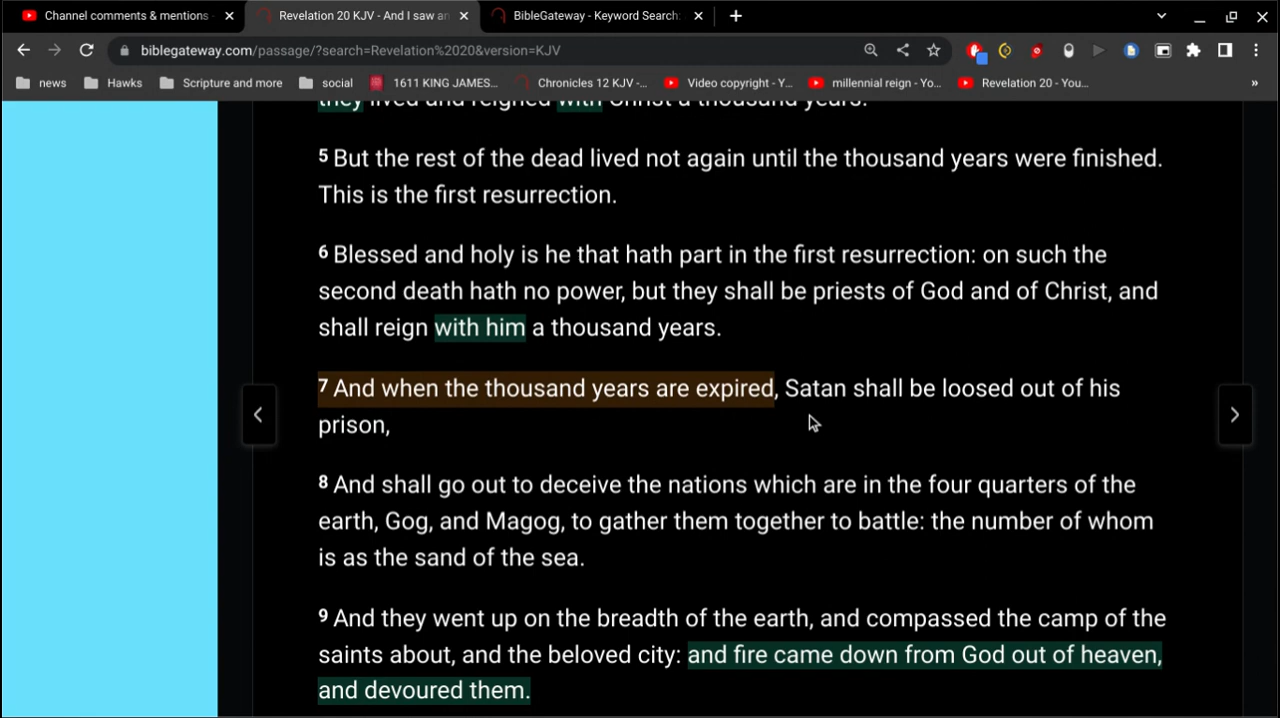 Channel comments & mentions -
Revelation 20 KJV - And I saw an
BibleGateway - Keyword Search:
biblegateway.com/passage/?search=Revelation%2020&version=KJV
news Hawks Scripture and more social 1611 KING JAMES... Chronicles 12 KJV -... Video copyright - Y... millennial reign - Yo... Revelation 20 - You... »
they lived and reigned with Christ a thousand years.
5 But the rest of the dead lived not again until the thousand years were finished.
This is the first resurrection.
6 Blessed and holy is he that hath part in the first resurrection: on such the
second death hath no power, but they shall be priests of God and of Christ, and
shall reign with him a thousand years.
7 And when the thousand years are expired, Satan shall be loosed out of his
prison,
8 And shall go out to deceive the nations which are in the four quarters of the
earth, Gog, and Magog, to gather them together to battle: the number of whom
is as the sand of the sea.
9 And they went up on the breadth of the earth, and compassed the camp of the
saints about, and the beloved city: and fire came down from God out of heaven,
and devoured them.